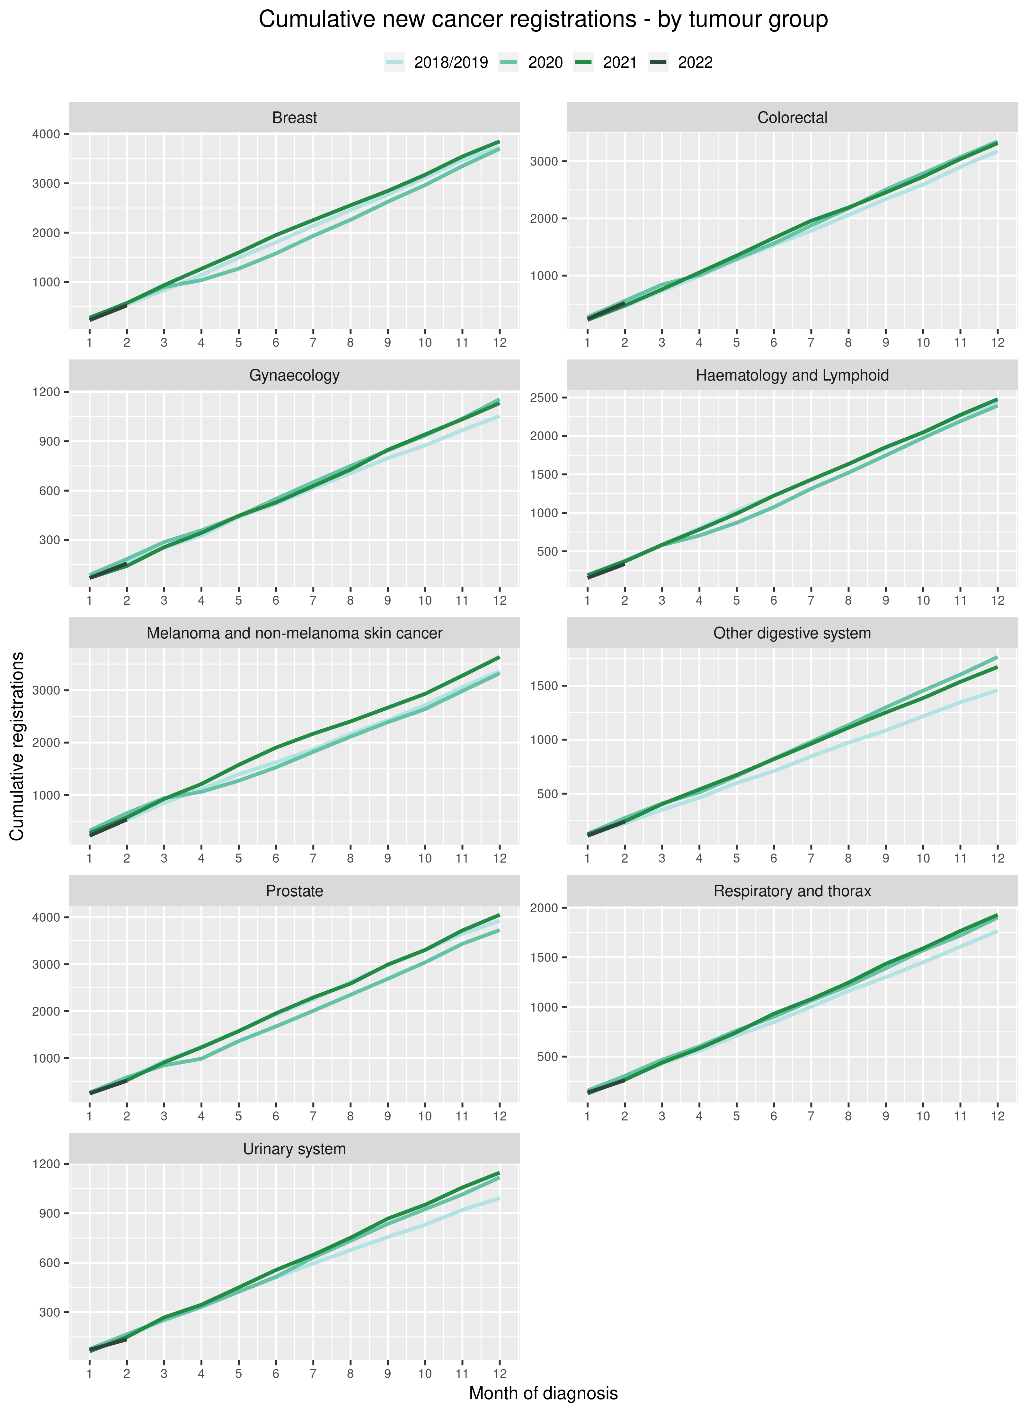 Cumulative new cancer registrations - by tumour group
2018/2019 2020 2021 2022
Breast
4000
3000
2000
1000
1 2 3 4 5 6 7 8 9 10 11 12
Colorectal
3000
2000
1000
1 2 3 4 5 6 7 8 9 10 11 12
Gynaecology
1200
900
600
300
1 2 3 4 5 6 7 8 9 10 11 12
Haematology and Lymphoid
2500
2000
1500
1000
500
1 2 3 4 5 6 7 8 9 10 11 12
Melanoma and non-melanoma skin cancer
3000
2000
1000
1 2 3 4 5 6 7 8 9 10 11 12
Other digestive system
1500
1000
500
1 2 3 4 5 6 7 8 9 10 11 12
Cumulative registrations
Prostate
4000
3000
2000
1000
1 2 3 4 5 6 7 8 9 10 11 12
Respiratory and thorax
2000
1500
1000
500
1 2 3 4 5 6 7 8 9 10 11 12
Urinary system
1200
900
600
300
1 2 3 4 5 6 7 8 9 10 11 12
Month of diagnosis